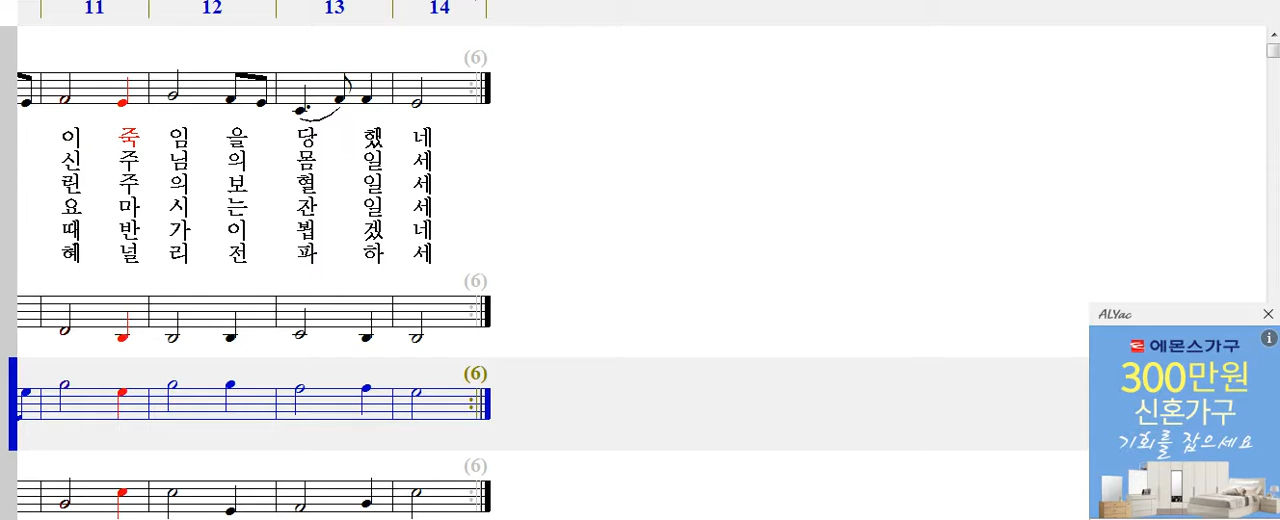 11 12 13 14
(6)
이 죽 임 을 당 했 네
신 주 님 의 몸 일 세
린 주 의 보 혈 일 세
요 마 시 는 잔 일 세
때 반 가 이 뵙 겠 네
혜 널 리 전 파 하 세
(6)
(6)
(6)
ALYac
에몬스가구
300만원
신혼가구
기회를 잡으세요